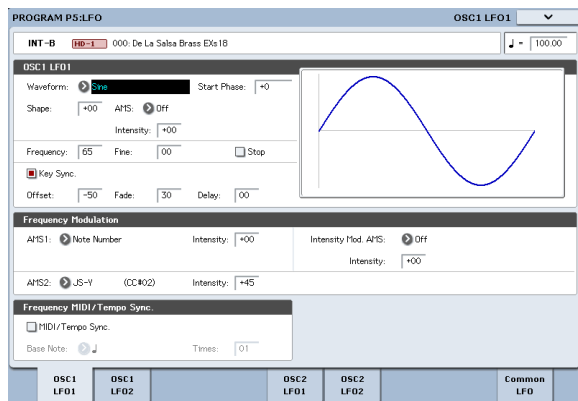 PROGRAM P5:LFO OSC1 LFO1
INT-B HD-1 000: De La Salsa Brass EXs18 ♩ = 100.00
OSC1 LFO1
Waveform: Sine Start Phase: +0
Shape: +00 AMS: Off
Intensity: +00
Frequency: 65 Fine: 00 Stop
Key Sync.
Offset: -50 Fade: 30 Delay: 00
Frequency Modulation
AMS1: Note Number Intensity: +00 Intensity Mod. AMS: Off
Intensity: +00
AMS2: JS-Y (CC#02) Intensity: +45
Frequency MIDI/Tempo Sync.
MIDI/Tempo Sync.
Base Note: ♩ Times: 01
OSC1 LFO1
OSC1 LFO2
OSC2 LFO1
OSC2 LFO2
Common LFO